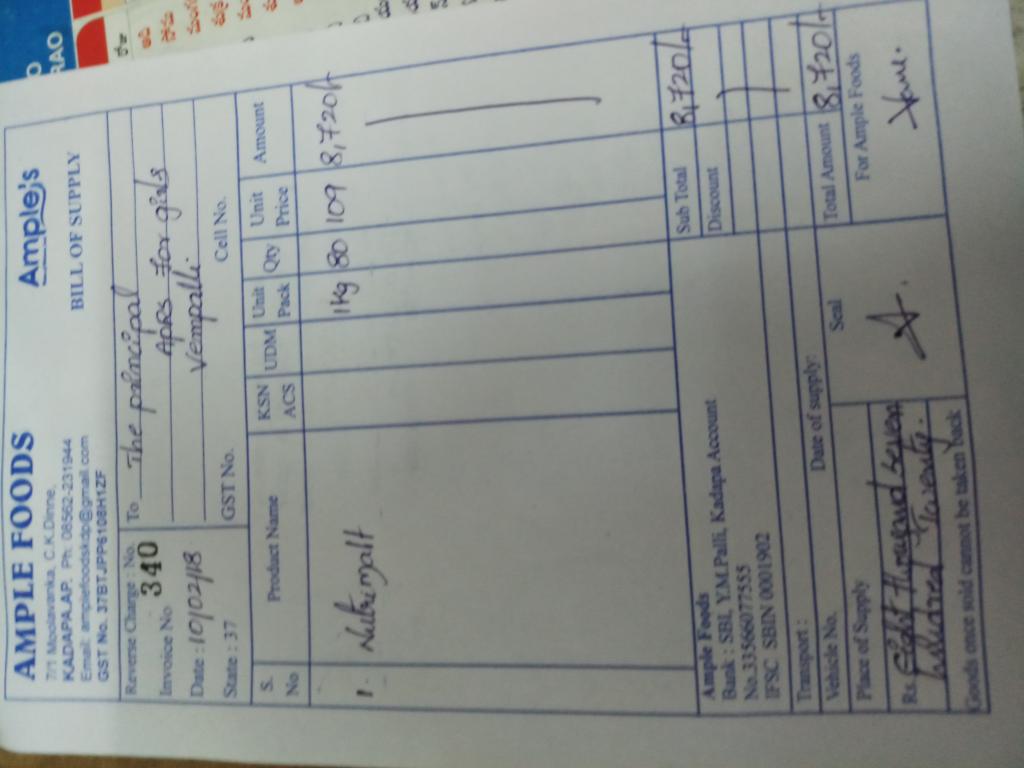 AMPLE FOODS
7/1 Moolavanka, C.K.Dinne,
KADAPA.AP. Ph: 08562-231944
Email: amplefoodskdp@gmail.com
GST No. 37BTJPP6108H1ZF
Ample's
BILL OF SUPPLY
Reverse Charge : No.
340
Invoice No
Date : 10/02/18
State : 37
To The principal
APRS for girls
Vempalli
GST No. Cell No.
S. No Product Name KSN ACS UDM Unit Pack Qty Unit Price Amount
1. Nutrimalt 1Kg 80 109 8,720/-
Ample Foods
Bank : SBI, Y.M.Palli, Kadapa Account
No.33566077555
IFSC SBIN 0001902
Sub Total 8,720/-
Discount
Transport :
Vehicle No. Date of supply:
Total Amount 8,720/-
Place of Supply Seal For Ample Foods
Rs. Eight thousand seven
hundred twenty.
Goods once sold cannot be taken back
RAO